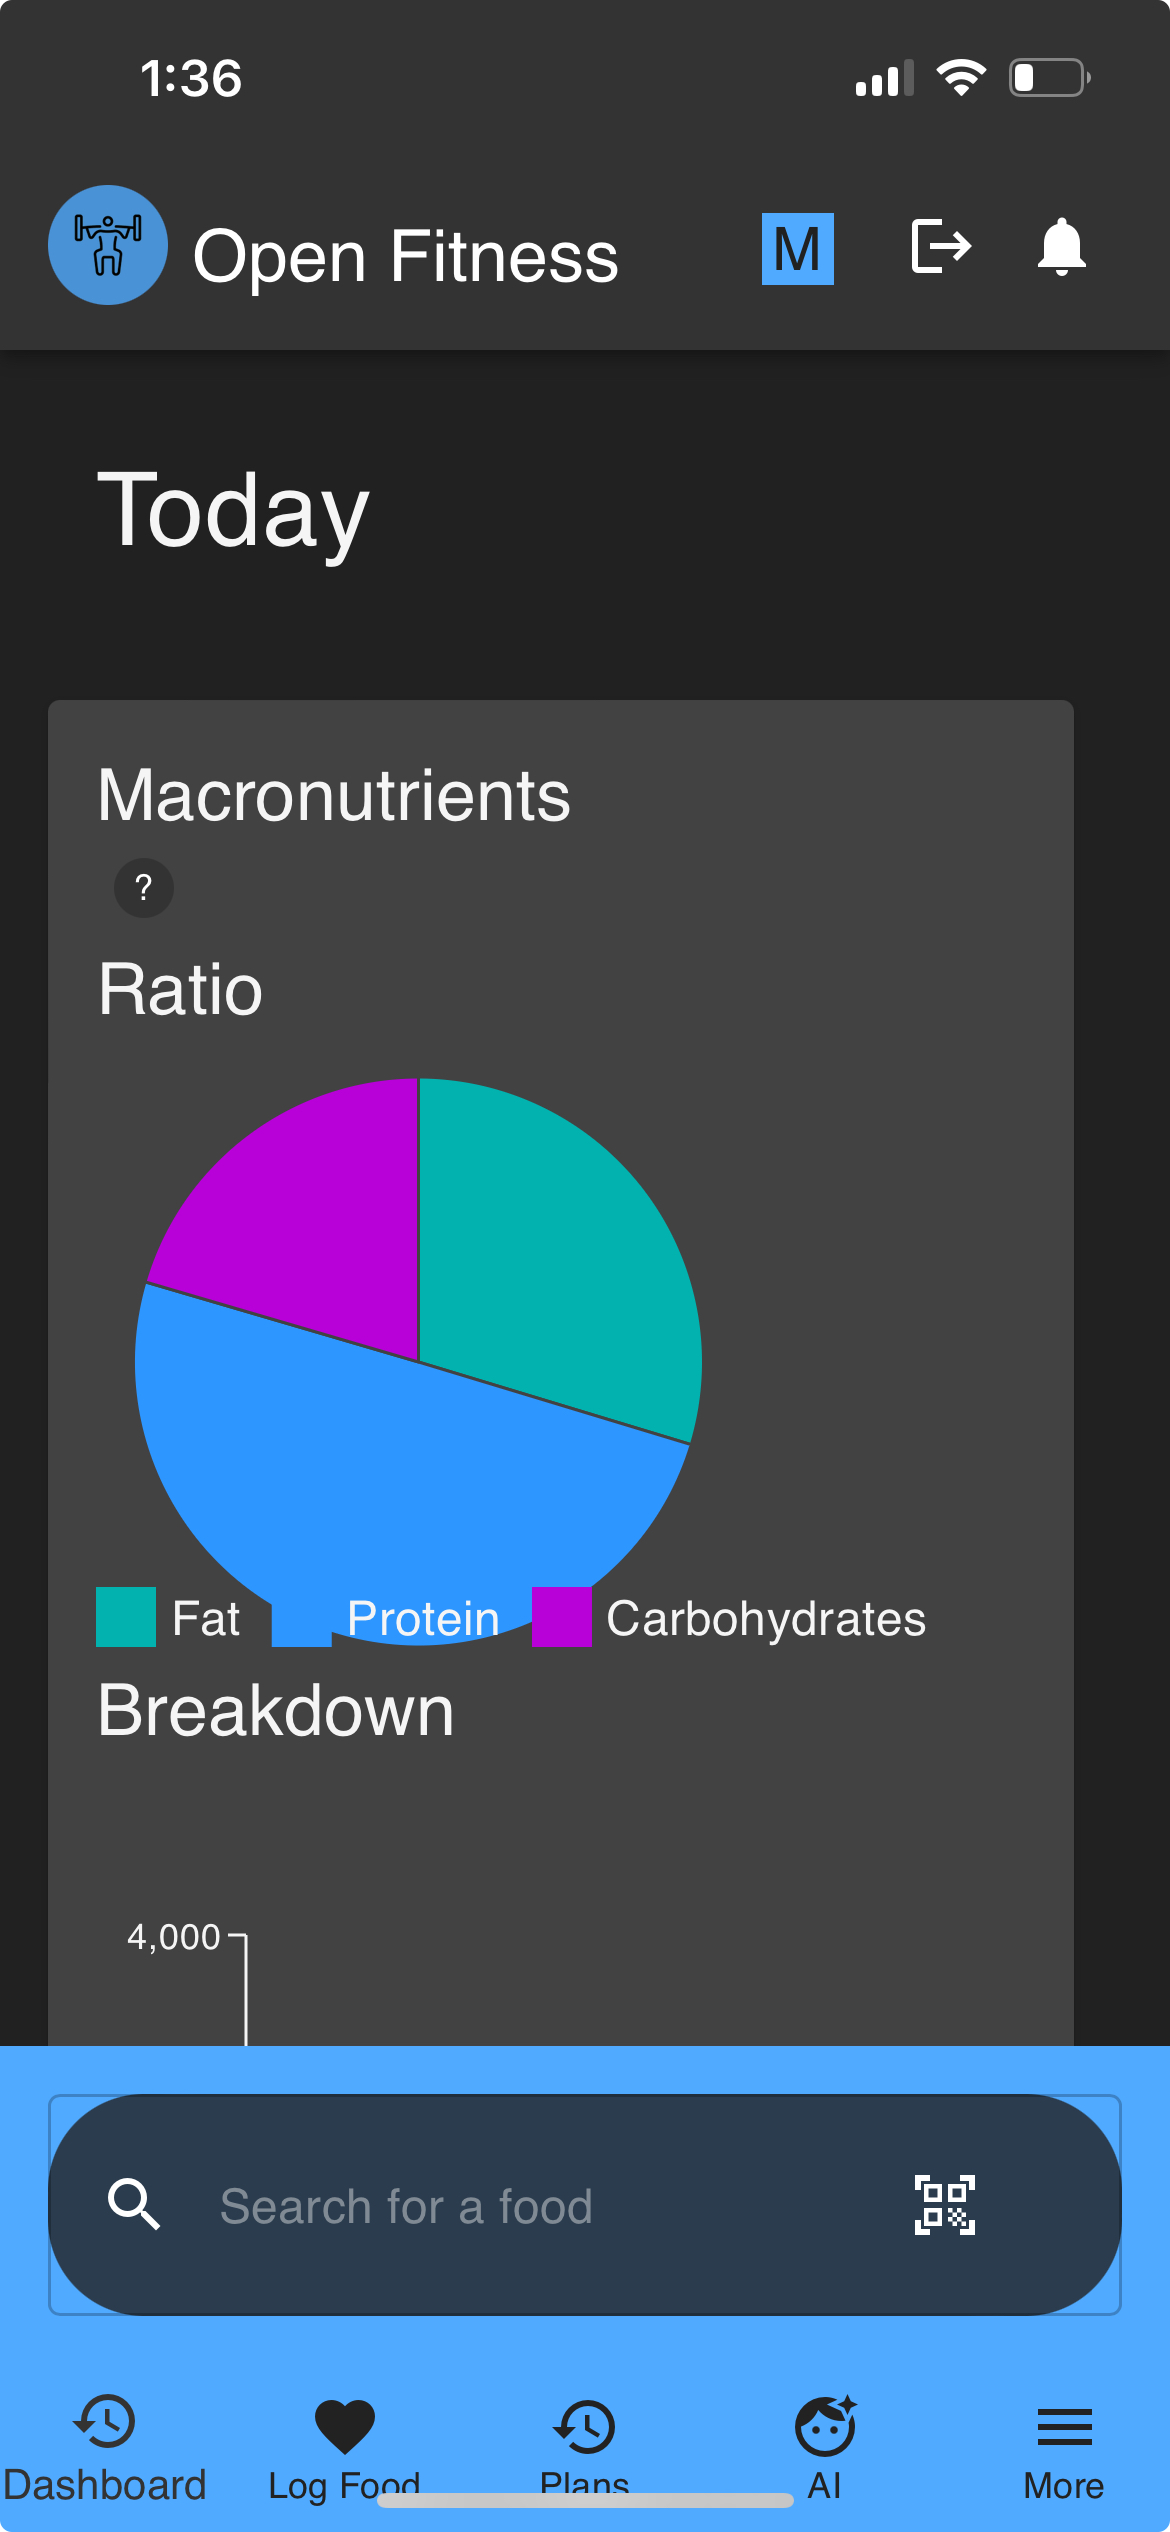 1:36
Open Fitness M
Today
Macronutrients
?
Ratio
Fat Protein Carbohydrates
Breakdown
4,000
Search for a food
Dashboard Log Food Plans AI More